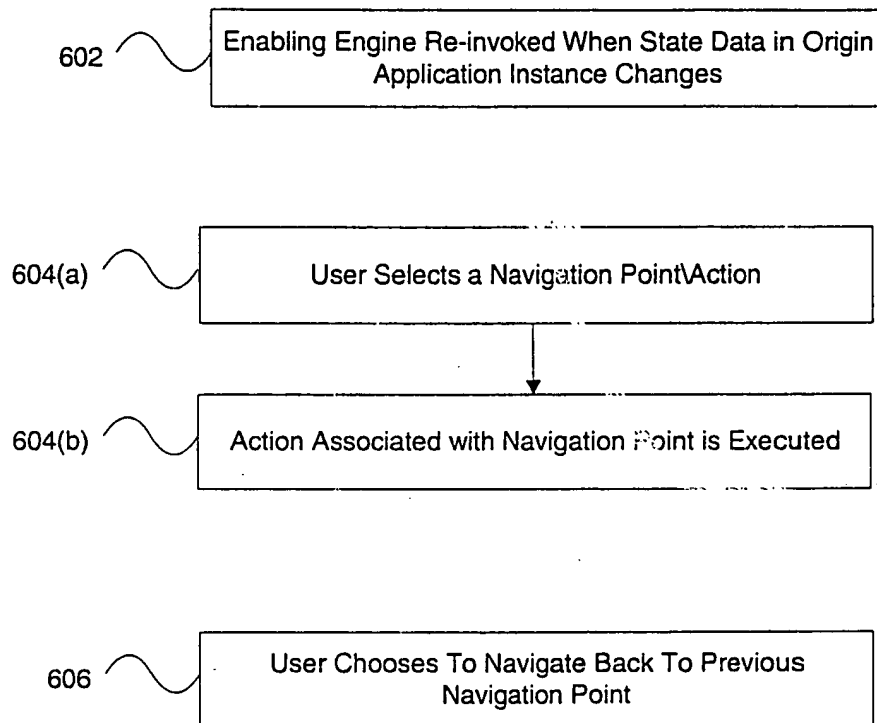 602
Enabling Engine Re-invoked When State Data in Origin
Application Instance Changes
604(a)
User Selects a Navigation Point\Action
604(b)
Action Associated with Navigation Point is Executed
606
User Chooses To Navigate Back To Previous
Navigation Point